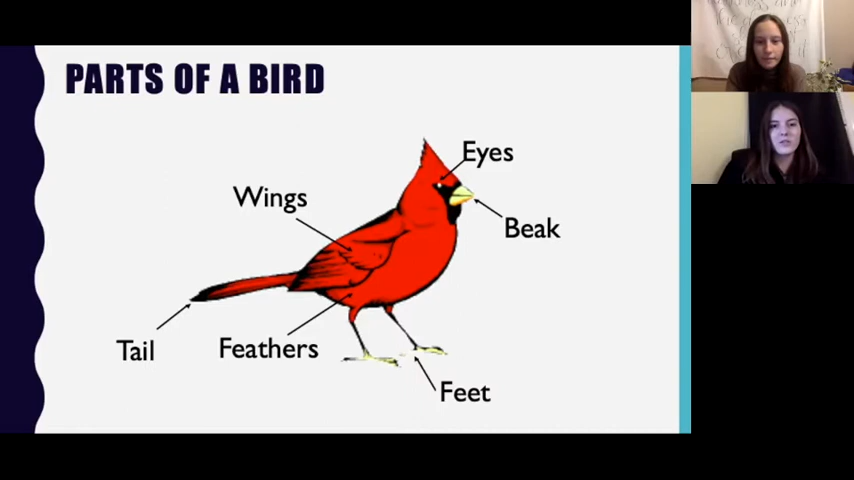 PARTS OF A BIRD
Eyes
Wings
Beak
Tail
Feathers
Feet